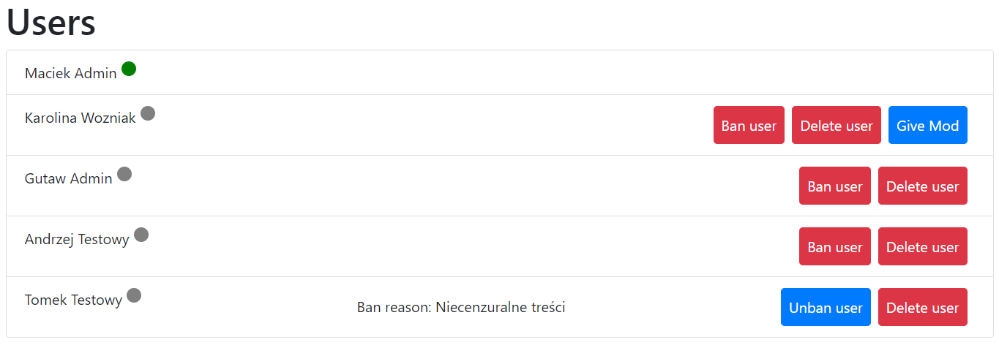 Users
Maciek Admin
Karolina Wozniak Ban user Delete user Give Mod
Gutaw Admin Ban user Delete user
Andrzej Testowy Ban user Delete user
Tomek Testowy Ban reason: Niecenzuralne treści Unban user Delete user